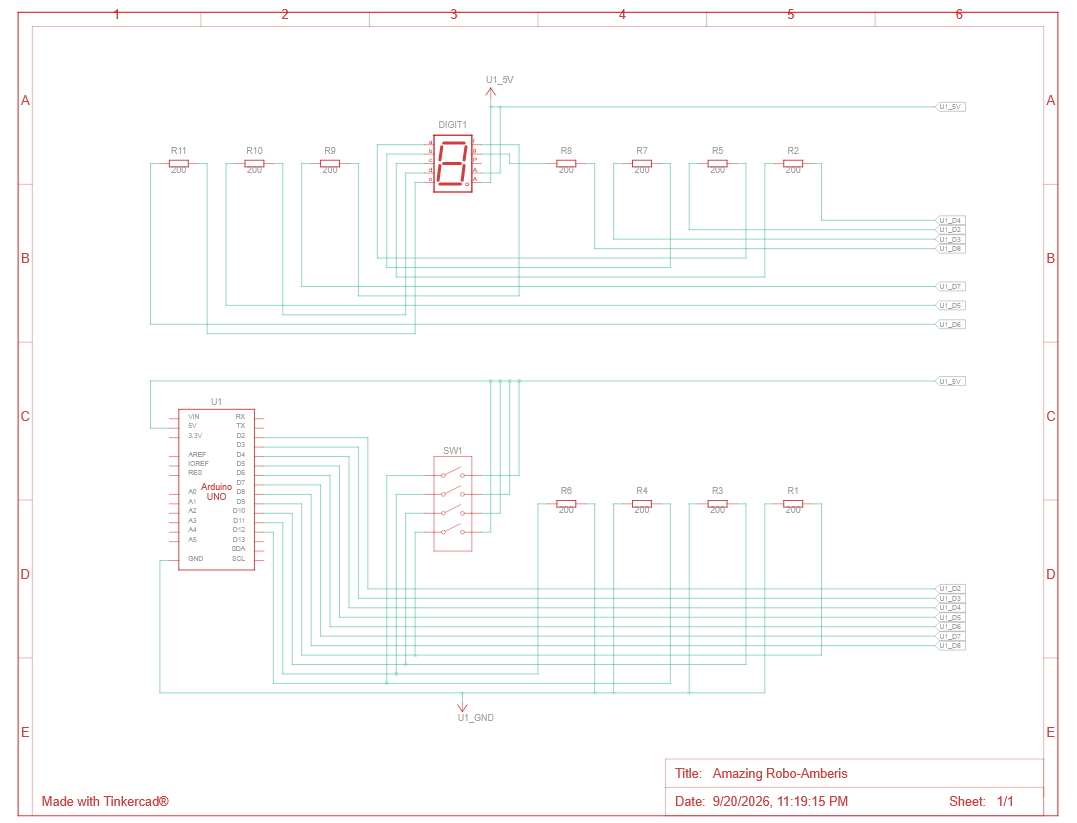 1 2 3 4 5 6
A A
U1_5V
U1_5V
DIGIT1
R11 R10 R9 R8 R7 R5 R2
200 200 200 200 200 200 200
a
b
c
d
e
f
g
P
A
A
U1_D4
U1_D2
U1_D3
U1_D8
B B
U1_D7
U1_D5
U1_D6
U1_5V
C C
U1
VIN RX
5V TX
3.3V D2
D3
AREF D4
IOREF D5
RES D6
D7
A0 D8
A1 D9
A2 D10
A3 D11
A4 D12
A5 D13
SDA
GND SCL
Arduino
UNO
SW1
R6 R4 R3 R1
200 200 200 200
D D
U1_D2
U1_D3
U1_D4
U1_D5
U1_D6
U1_D7
U1_D8
U1_GND
E E
Title: Amazing Robo-Amberis
Made with Tinkercad® Date: 9/20/2026, 11:19:15 PM Sheet: 1/1